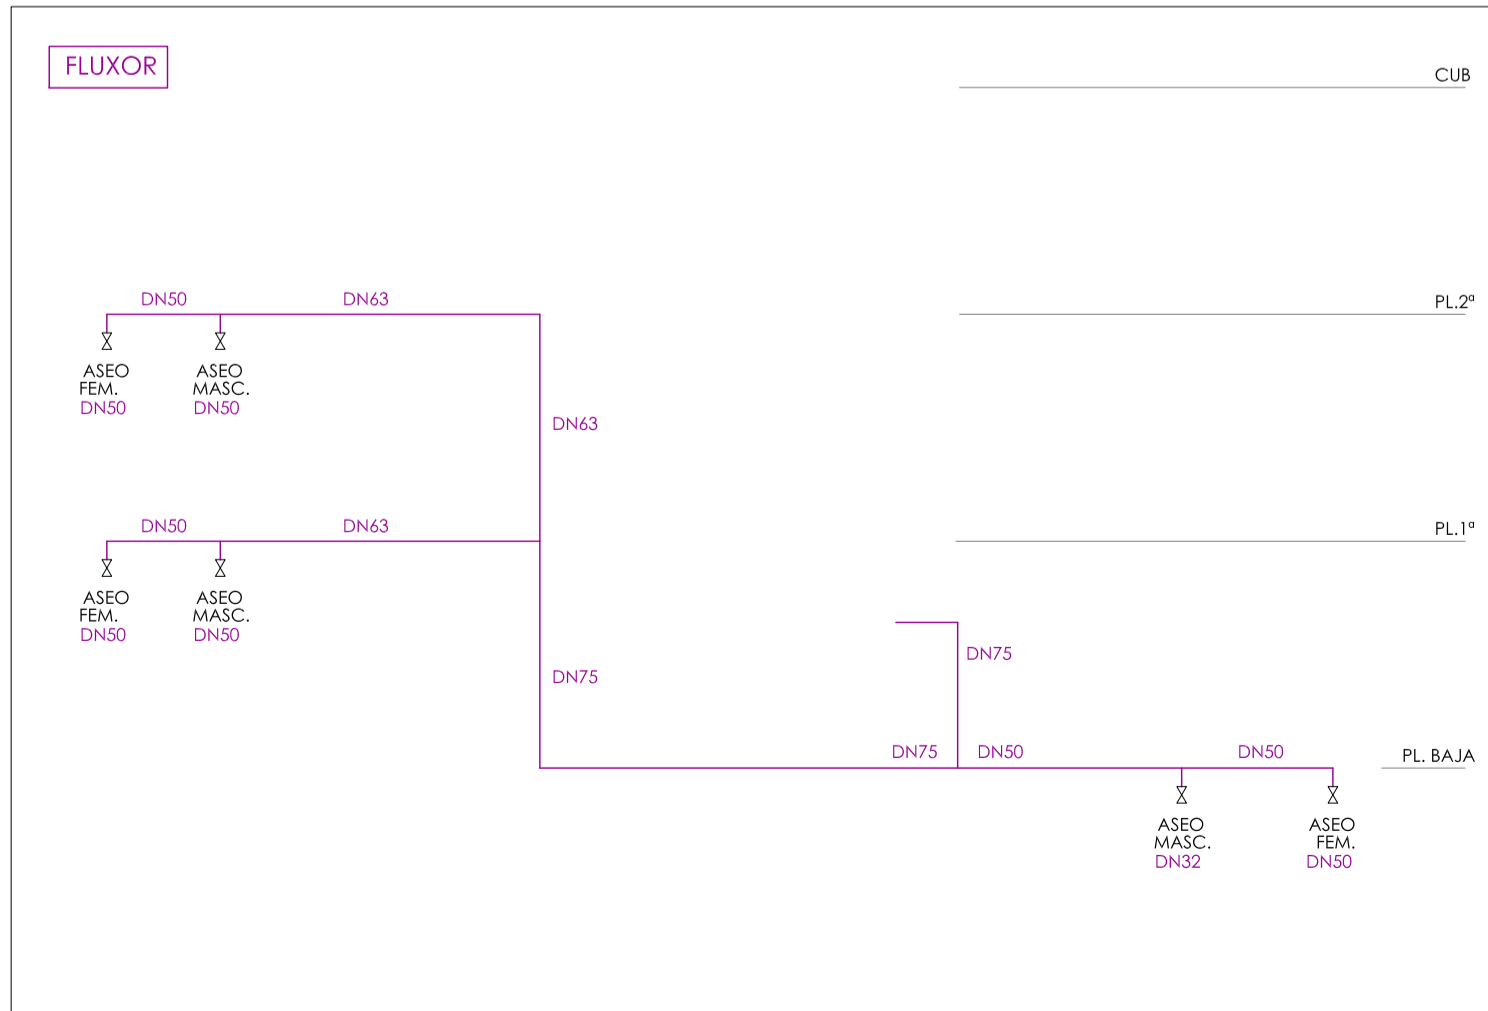 FLUXOR
CUB
DN50
DN63
PL.2ª
ASEO
FEM.
DN50
ASEO
MASC.
DN50
DN63
DN50
DN63
PL.1ª
ASEO
FEM.
DN50
ASEO
MASC.
DN50
DN75
DN75
DN75
DN50
DN50
PL. BAJA
ASEO
MASC.
DN32
ASEO
FEM.
DN50